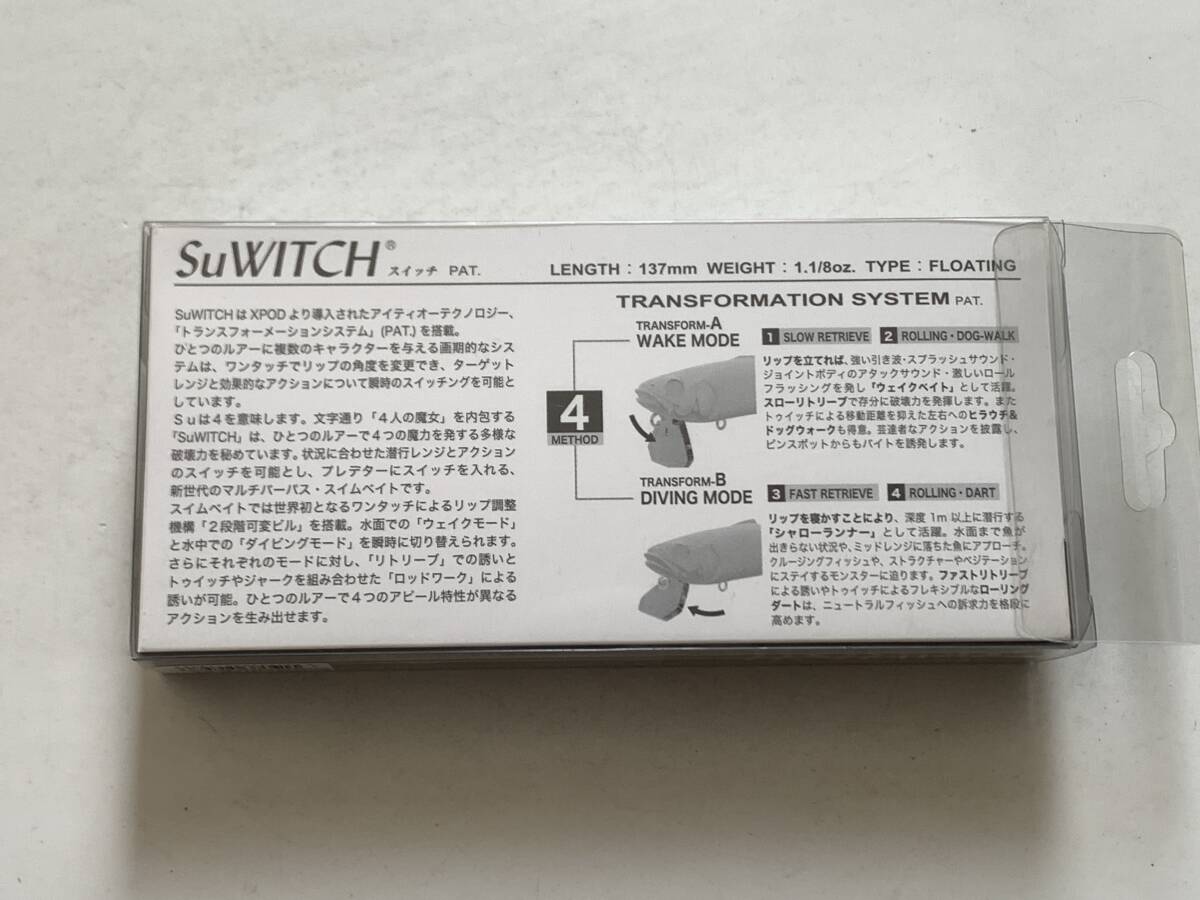 SuWITCH® スイッチ PAT.
LENGTH : 137mm WEIGHT : 1.1/8oz. TYPE : FLOATING
SuWITCH は XPOD より導入されたアイティオーテクノロジー、
「トランスフォーメーションシステム」(PAT.) を搭載。
ひとつのルアーに複数のキャラクターを与える画期的なシス
テムは、ワンタッチでリップの角度を変更でき、ターゲット
レンジと効果的なアクションについて瞬時のスイッチングを可能と
しています。
Su は４を意味します。文字通り「４人の魔女」を内包する
「SuWITCH」は、ひとつのルアーで４つの魔力を発する多様な
破壊力を秘めています。状況に合わせた潜行レンジとアクション
のスイッチを可能とし、プレデターにスイッチを入れる、
新世代のマルチパーパス・スイムベイトです。
スイムベイトでは世界初となるワンタッチによるリップ調整
機構「２段階可変ビル」を搭載。水面での「ウェイクモード」
と水中での「ダイビングモード」を瞬時に切り替えられます。
さらにそれぞれのモードに対し、「リトリーブ」での誘いと
トゥイッチやジャークを組み合わせた「ロッドワーク」による
誘いが可能。ひとつのルアーで４つのアピール特性が異なる
アクションを生み出せます。
TRANSFORMATION SYSTEM PAT.
4
METHOD
TRANSFORM-A
WAKE MODE
1 SLOW RETRIEVE 2 ROLLING・DOG-WALK
リップを立てれば、強い引き波・スプラッシュサウンド・
ジョイントボディのアタックサウンド・激しいロール
フラッシングを発し「ウェイクベイト」として活躍。
スローリトリーブで存分に破壊力を発揮します。また
トゥイッチによる移動距離を抑えた左右へのヒラウチ&
ドッグウォークも得意。芸達者なアクションを披露し、
ピンスポットからもバイトを誘発します。
TRANSFORM-B
DIVING MODE
3 FAST RETRIEVE 4 ROLLING・DART
リップを寝かすことにより、深度 1m 以上に潜行する
「シャローランナー」として活躍。水面まで魚が
出きらない状況や、ミッドレンジに落ちた魚にアプローチ。
クルージングフィッシュや、ストラクチャーやベジテーション
にステイするモンスターに迫ります。ファストリトリーブ
による誘いやトゥイッチによるフレキシブルなローリング
ダートは、ニュートラルフィッシュへの訴求力を格段に
高めます。